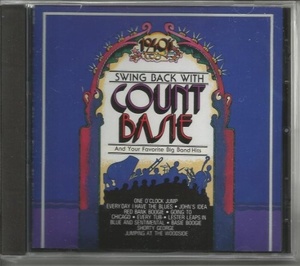 1940's
SWING BACK WITH
COUNT
BASIE
And Your Favorite Big Band Hits
ONE O'CLOCK JUMP
EVERYDAY I HAVE THE BLUES • JOHN'S IDEA
RED BANK BOOGIE • GOING TO
CHICAGO • EVERY TUB • LESTER LEAPS IN
BLUE AND SENTIMENTAL • BASIE BOOGIE
SHORTY GEORGE
JUMPING AT THE WOODSIDE